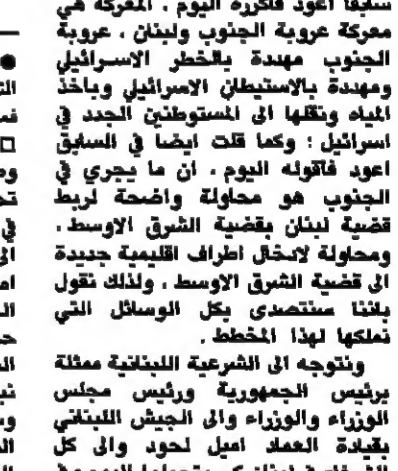 سابقا اعود فاكرره اليوم . المعركة هي
معركة عروبة الجنوب ولبنان ، عروبة
الجنوب مهددة بالخطر الاسرائيلي
ومهددة بالاستيطان الاسرائيلي وبأخذ
المياه ونقلها الى المستوطنين الجدد في
اسرائيل ؛ وكما قلت ايضا في السابق
اعود فاقوله اليوم . ان ما يجري في
الجنوب هو محاولة واضحة لربط
قضية لبنان بقضية الشرق الاوسط .
ومحاولة لادخال اطراف اقليمية جديدة
الى قضية الشرق الاوسط ، ولذلك نقول
باننا سنتصدى بكل الوسائل التي
نملكها لهذا المخطط .
ونتوجه الى الشرعية اللبنانية ممثلة
برئيس الجمهورية ورئيس مجلس
الوزراء والوزراء والى الجيش اللبناني
بقيادة العماد اميل لحود والى كل